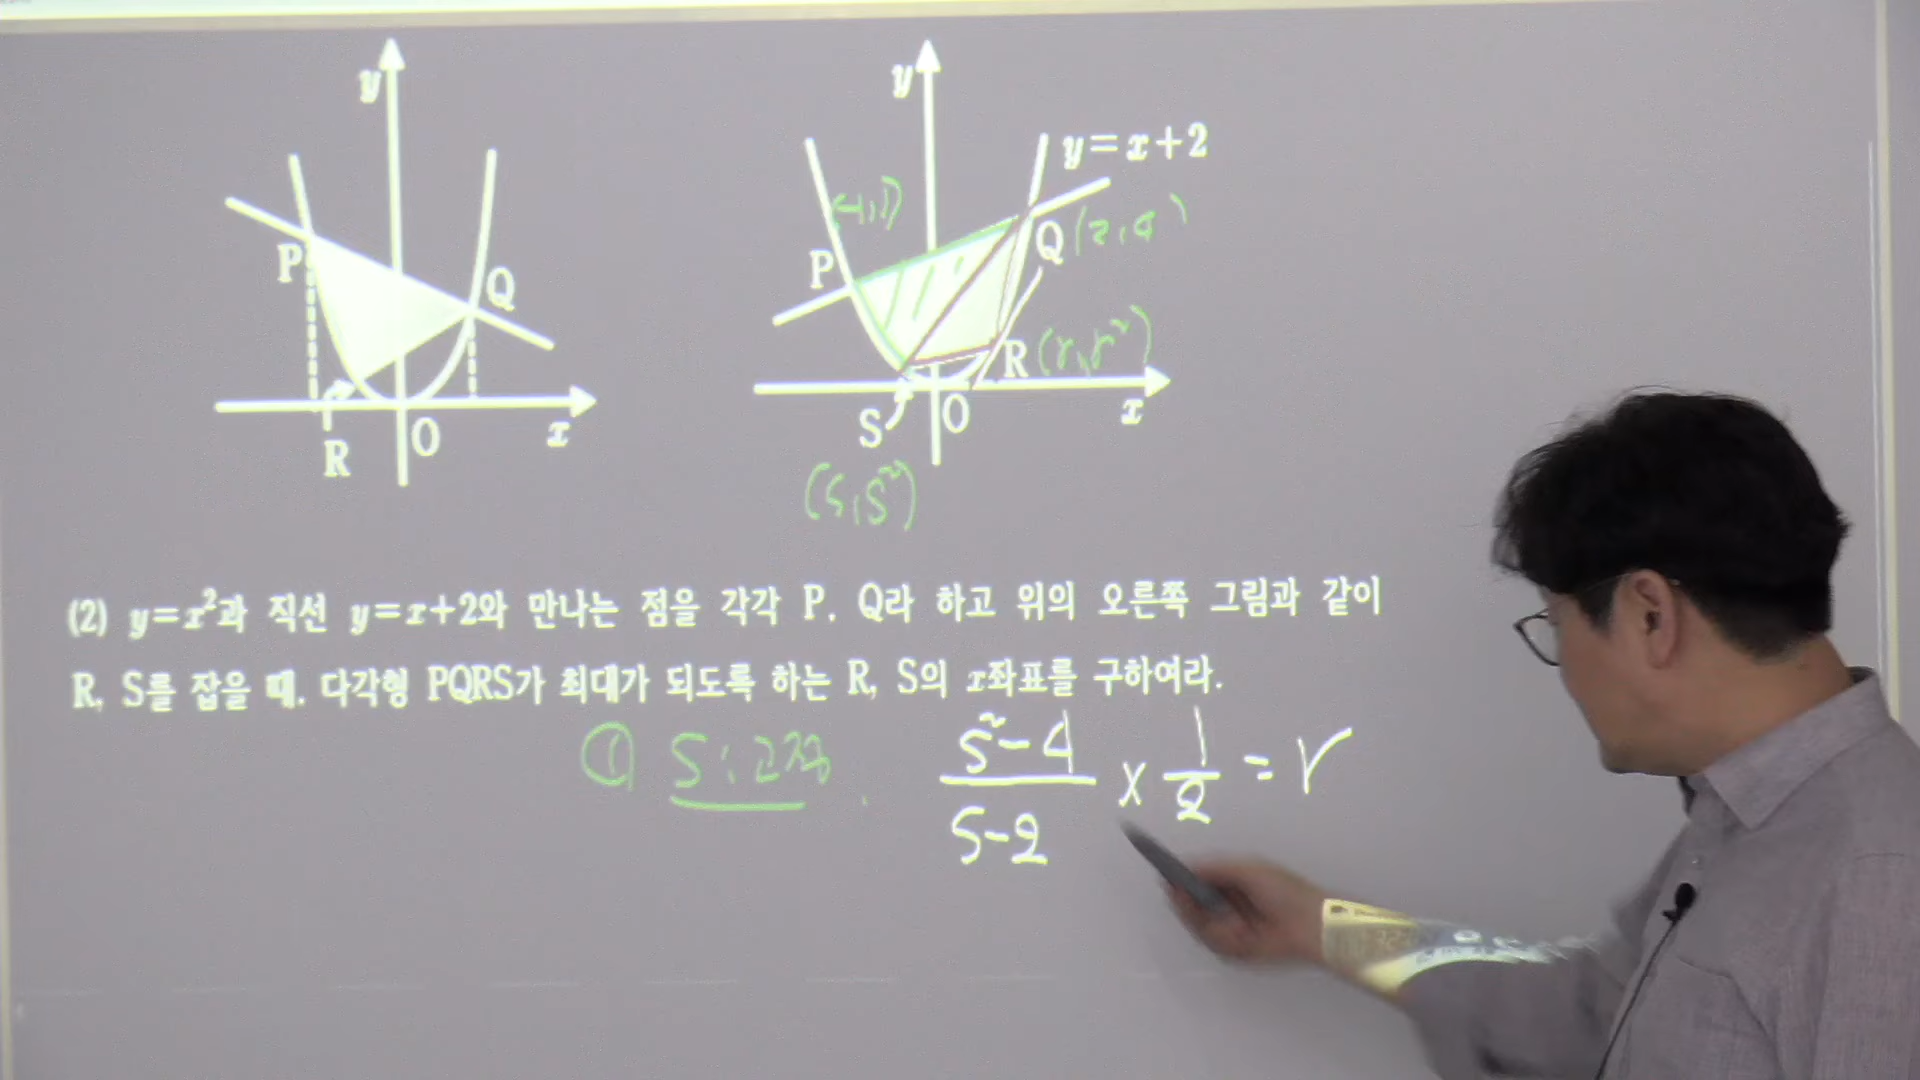 y
P
Q
R
O
x
y
y=x+2
(-1,1)
P
Q (2,4)
R (r,r²)
S
O
x
(S,S²)
(2) y=x²과 직선 y=x+2와 만나는 점을 각각 P, Q라 하고 위의 오른쪽 그림과 같이
R, S를 잡을 때, 다각형 PQRS가 최대가 되도록 하는 R, S의 x좌표를 구하여라.
① S:고정. S²-4/S-2 × 1/2 = r